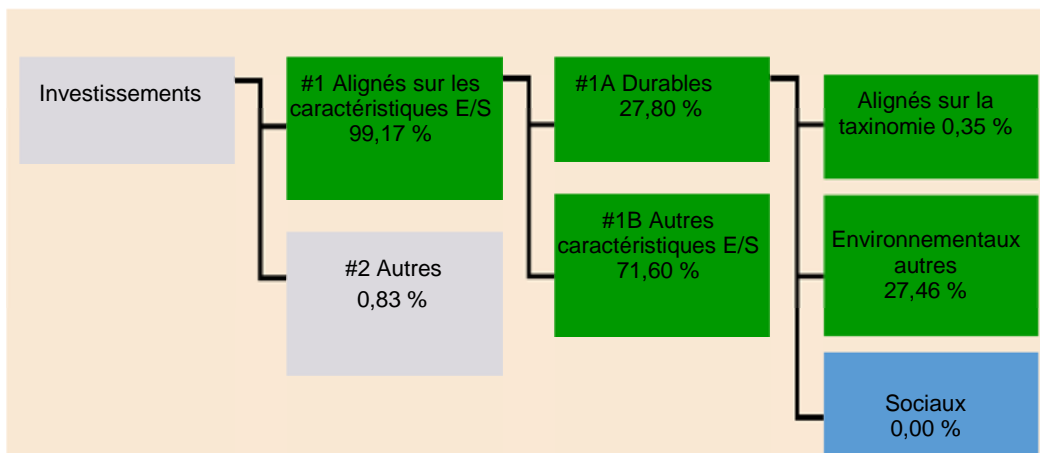 Investissements
#1 Alignés sur les
caractéristiques E/S
99,17 %
#2 Autres
0,83 %
#1A Durables
27,80 %
#1B Autres
caractéristiques E/S
71,60 %
Alignés sur la
taxinomie 0,35 %
Environnementaux
autres
27,46 %
Sociaux
0,00 %